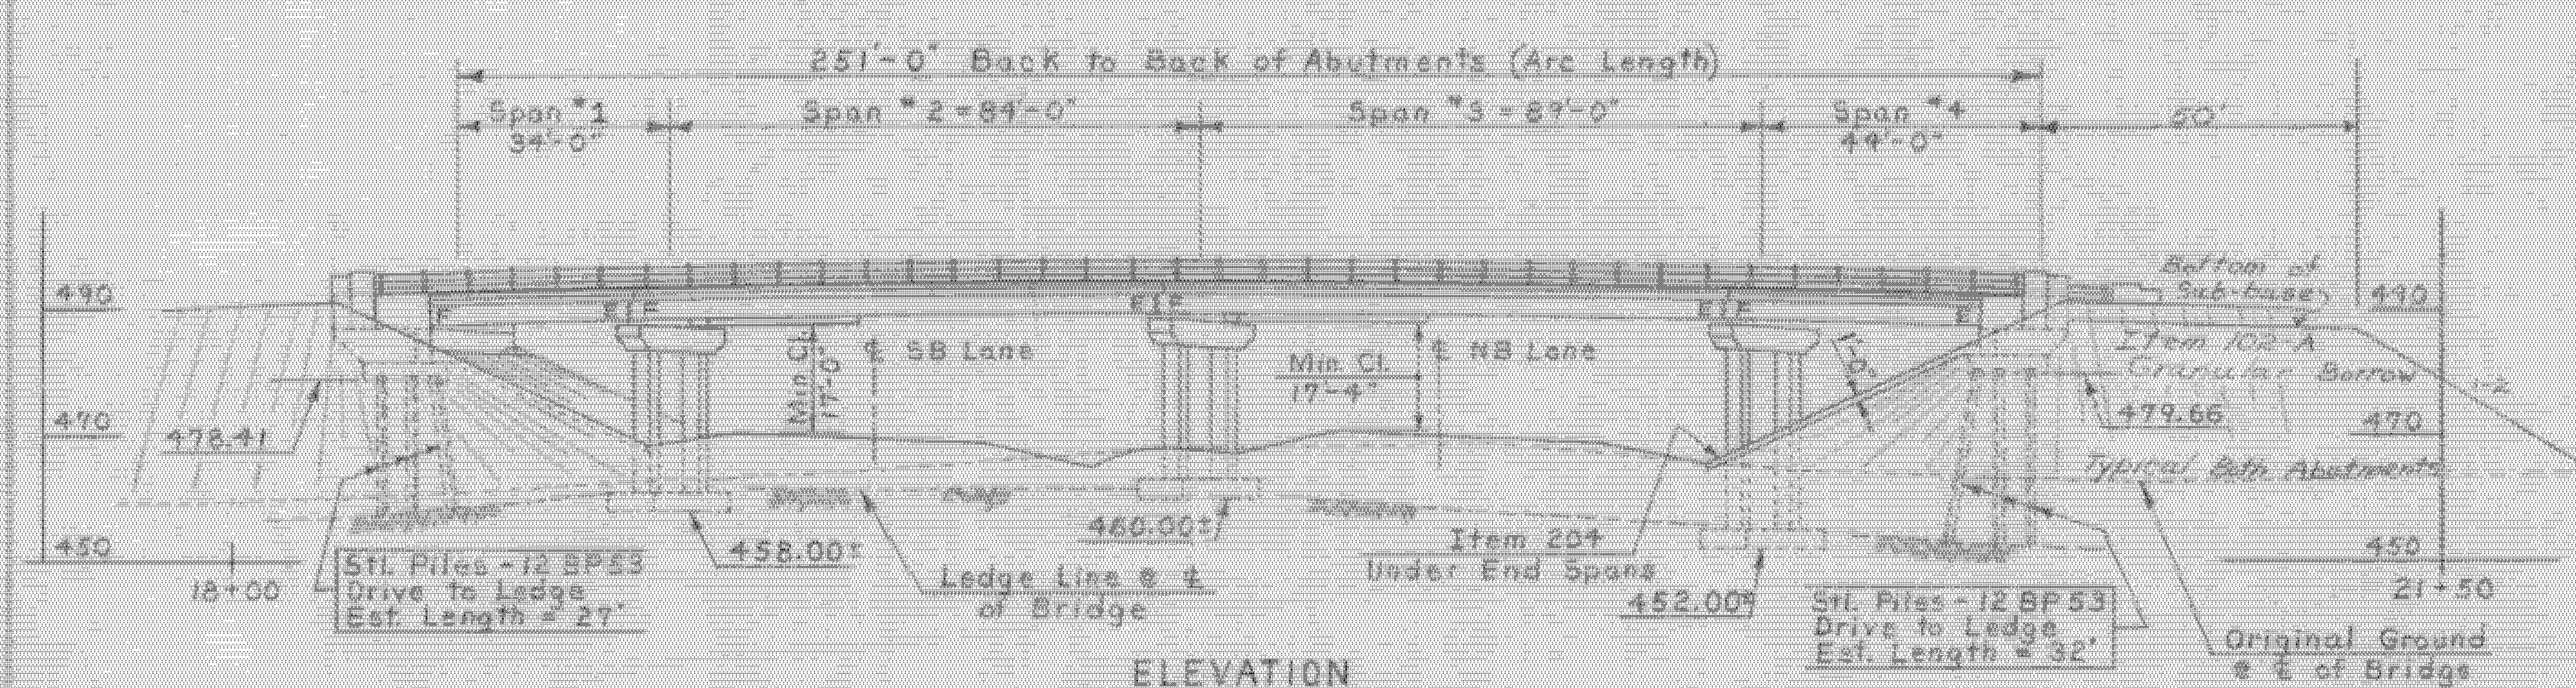 251'-0" Back to Back of Abutments (Arc Length)
Span #1
34'-0"
Span #2 = 84'-0"
Span #3 = 89'-0"
Span #4
44'-0"
490
470
450
18+00
478.41
Stl. Piles - 12 BP53
Drive to Ledge
Est. Length = 27'
F
E|F
E|F
E|F
E
Min Cl.
17'-0"
℄ SB Lane
Min. Cl.
17'-4"
℄ NB Lane
458.00±
Ledge Line @ ℄
of Bridge
460.00±
Item 204
Under End Spans
452.00±
Stl. Piles - 12 BP53
Drive to Ledge
Est. Length = 32'
Bottom of
Sub-base
Item 102-A
Granular Borrow
479.66
Typical Both Abutments
Original Ground
@ ℄ of Bridge
490
470
450
21+50
ELEVATION